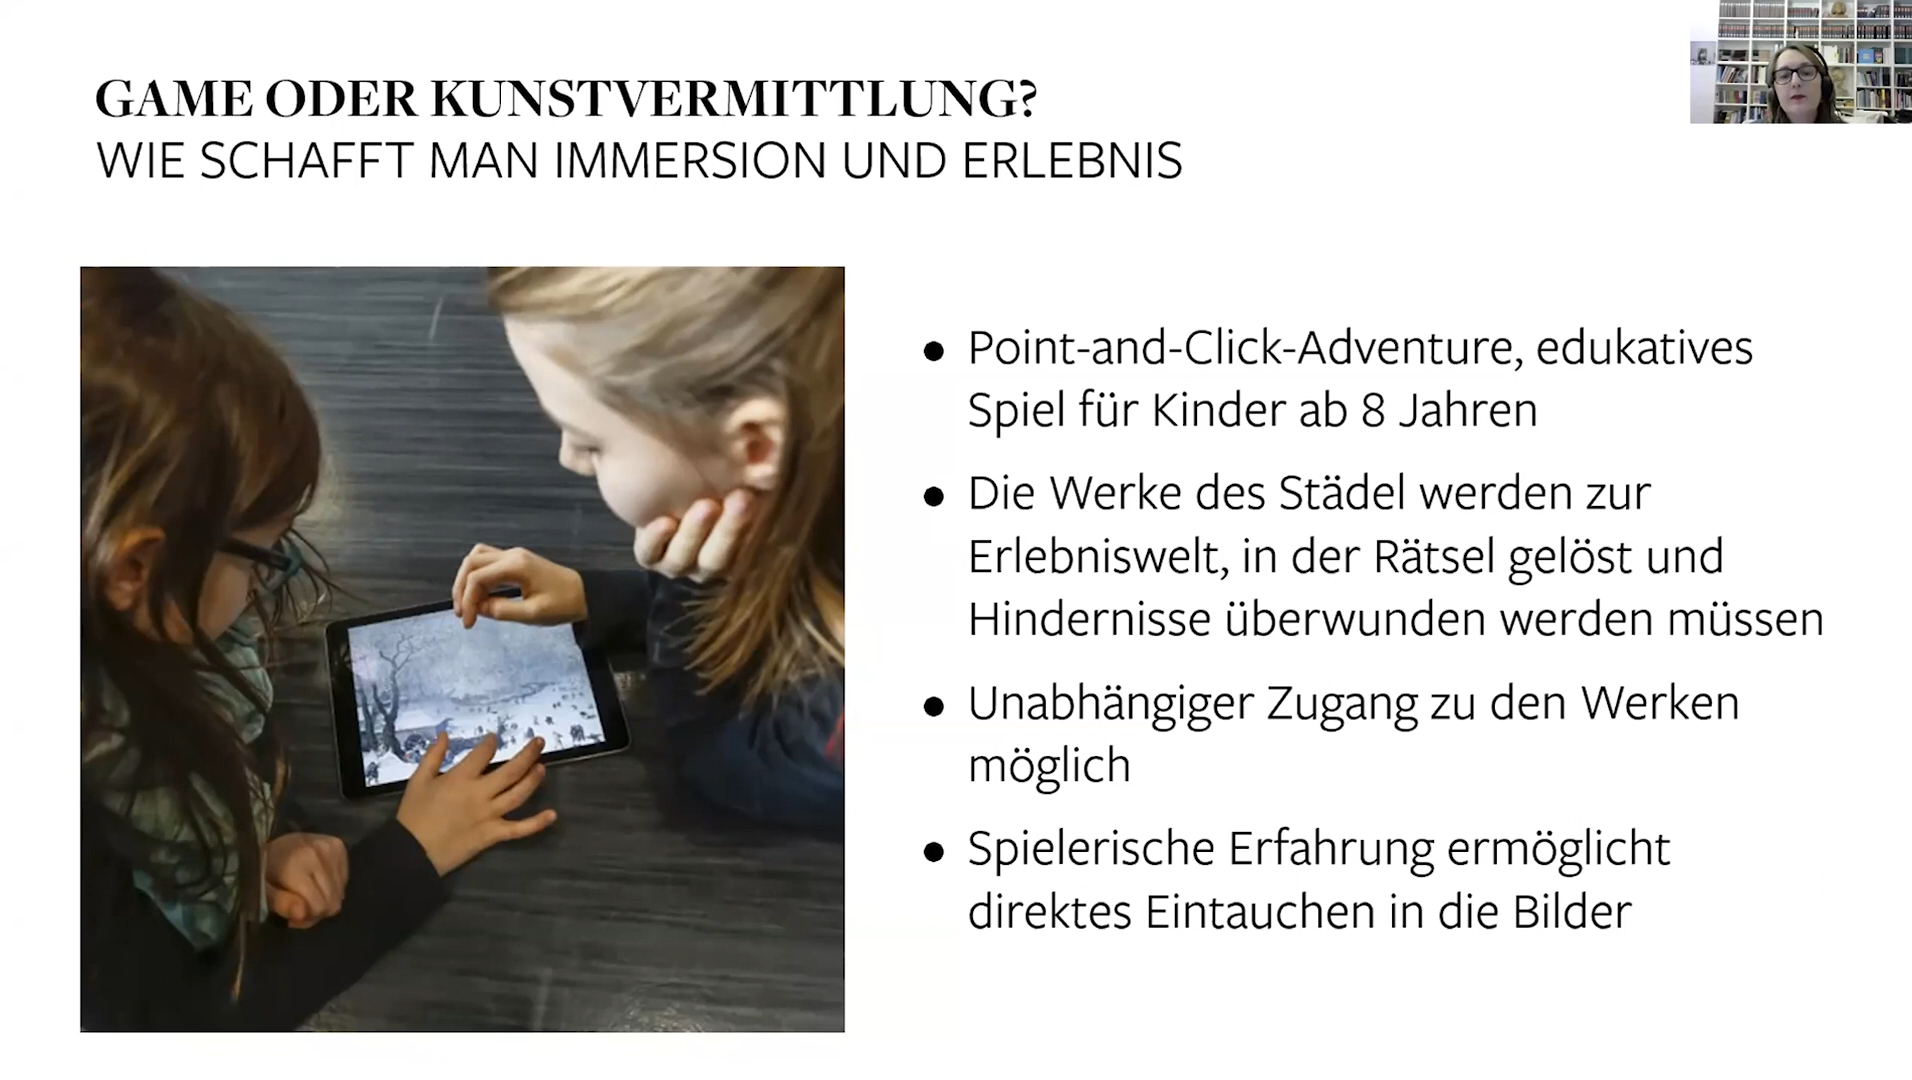 GAME ODER KUNSTVERMITTLUNG?
WIE SCHAFFT MAN IMMERSION UND ERLEBNIS
● Point-and-Click-Adventure, edukatives
Spiel für Kinder ab 8 Jahren
● Die Werke des Städel werden zur
Erlebniswelt, in der Rätsel gelöst und
Hindernisse überwunden werden müssen
● Unabhängiger Zugang zu den Werken
möglich
● Spielerische Erfahrung ermöglicht
direktes Eintauchen in die Bilder